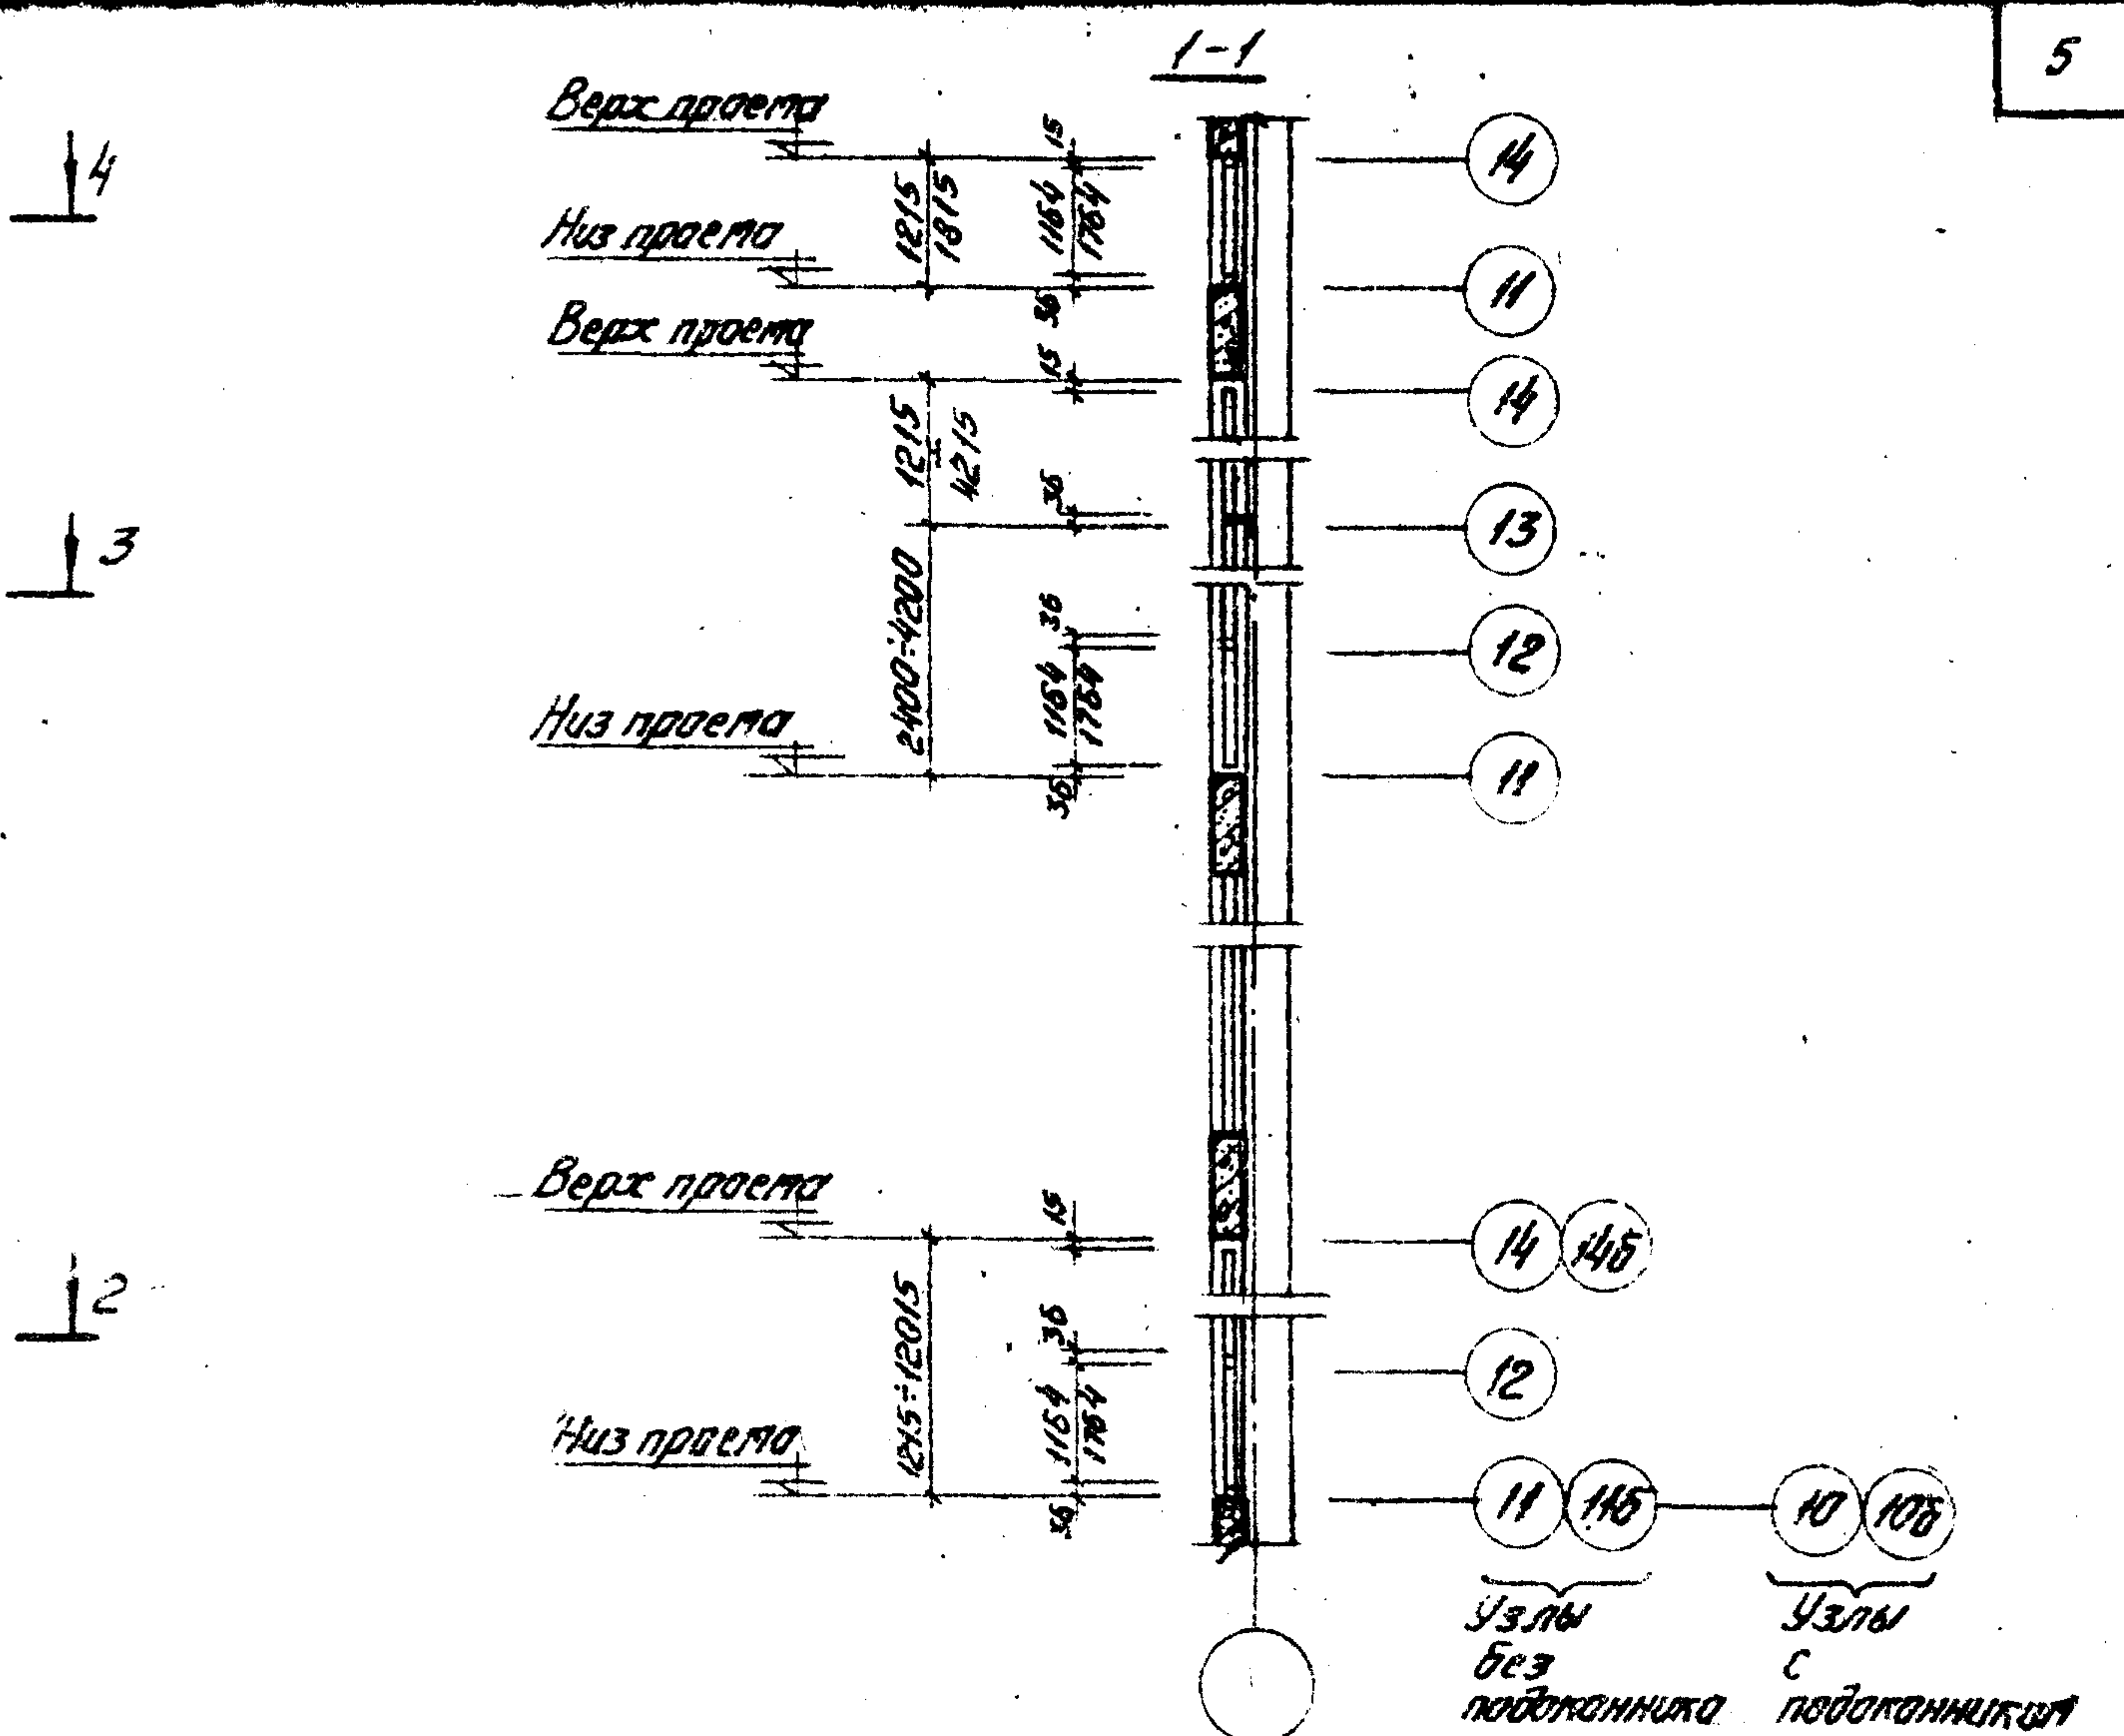 1-1
5
Верх проема
15
14
4
1215
1815
1164
1764
Низ проема
11
36
Верх проема
15
14
1215
÷
4215
36
13
3
2400÷4200
36
12
1164
1764
Низ проема
11
36
Верх проема
15
14 14б
2
1215÷12015
36
12
1164
1764
Низ проема
11 11б 10 10б
36
Узлы
без
подоконника
Узлы
с
подоконником